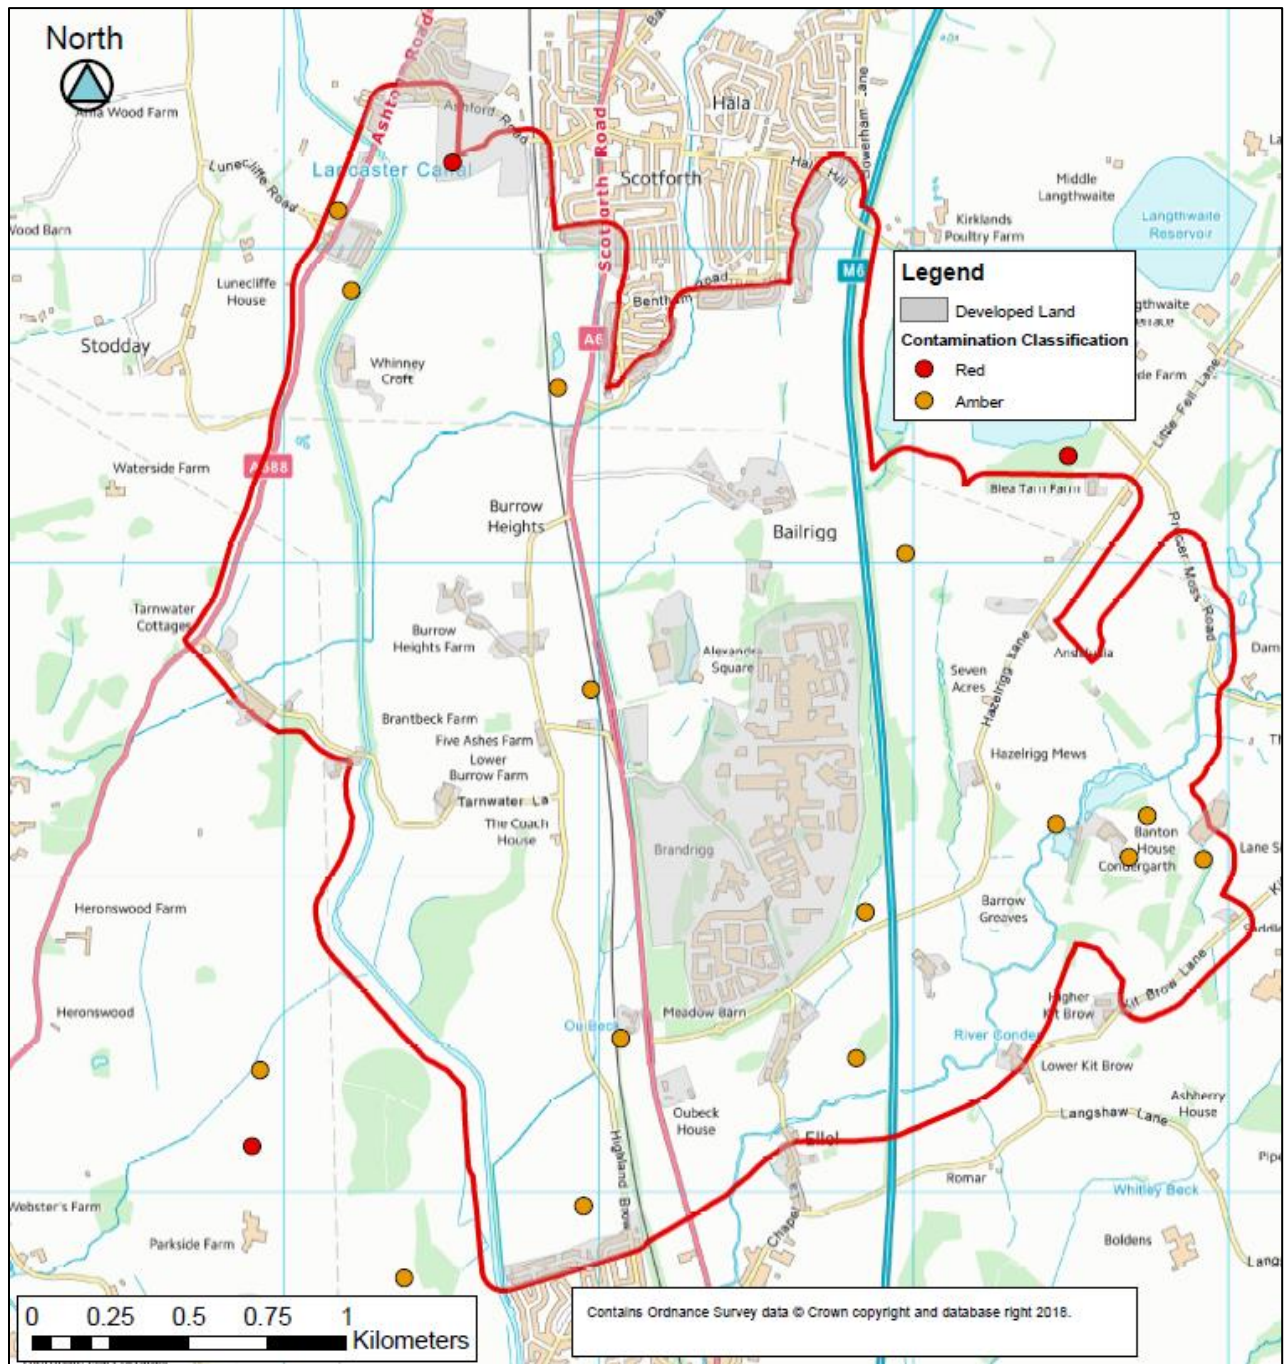 North
Ashton Road
Bowerham Lane
Hala
Ashford Road
Lunecliffe Road
Lancaster Canal
Scotforth Road
Scotforth
Hala Hill
Middle
Langthwaite
Langthwaite
Reservoir
Kirklands
Poultry Farm
Wood Barn
Lunecliffe
House
Bentham Road
M6
A6
Stodday
Whinney
Croft
Legend
Developed Land
Contamination Classification
Red
Amber
de Farm
Little Fell Lane
Waterside Farm
Burrow
Heights
Blea Tarn Farm
Bailrigg
Procter Moss Road
Tarnwater
Cottages
Burrow
Heights Farm
Alexandra
Square
Seven
Acres
Hazelrigg Lane
Brantbeck Farm
Five Ashes Farm
Lower
Burrow Farm
Hazelrigg Mews
Tarnwater La
The Coach
House
Brandrigg
Banton
House
Condergarth
Heronswood Farm
Barrow
Greaves
Kit Brow Lane
Higher
Kit Brow
Heronswood
Ou Beck
Meadow Barn
River Conder
Lower Kit Brow
Ashberry
House
Langshaw Lane
Oubeck
House
Ellel
Highland Brow
Romar
Whitley Beck
Webster's Farm
Parkside Farm
Chapel
Boldens
0 0.25 0.5 0.75 1
Kilometers
Contains Ordnance Survey data © Crown copyright and database right 2018.